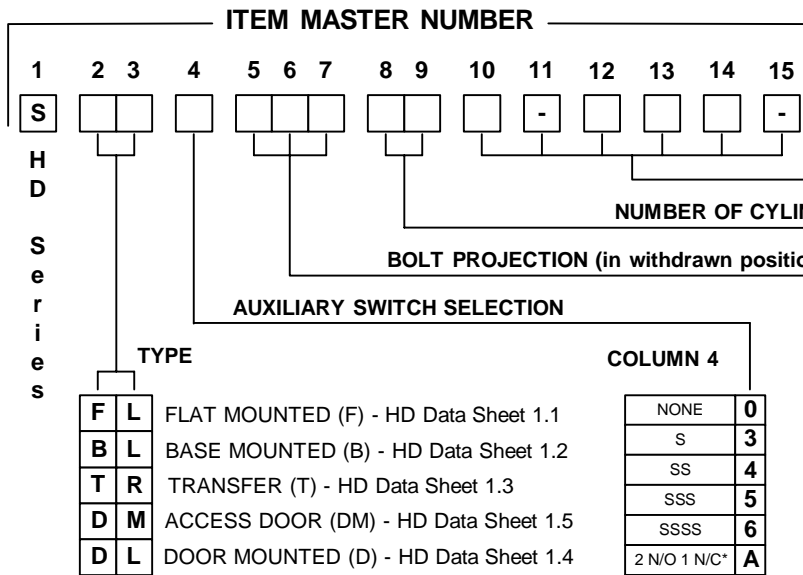 ITEM MASTER NUMBER
1 2 3 4 5 6 7 8 9 10 11 12 13 14 15
S - -
HD Series
NUMBER OF CYLIN
BOLT PROJECTION (in withdrawn positio
AUXILIARY SWITCH SELECTION
TYPE
COLUMN 4
F L FLAT MOUNTED (F) - HD Data Sheet 1.1
B L BASE MOUNTED (B) - HD Data Sheet 1.2
T R TRANSFER (T) - HD Data Sheet 1.3
D M ACCESS DOOR (DM) - HD Data Sheet 1.5
D L DOOR MOUNTED (D) - HD Data Sheet 1.4
NONE 0
S 3
SS 4
SSS 5
SSSS 6
2 N/O 1 N/C* A